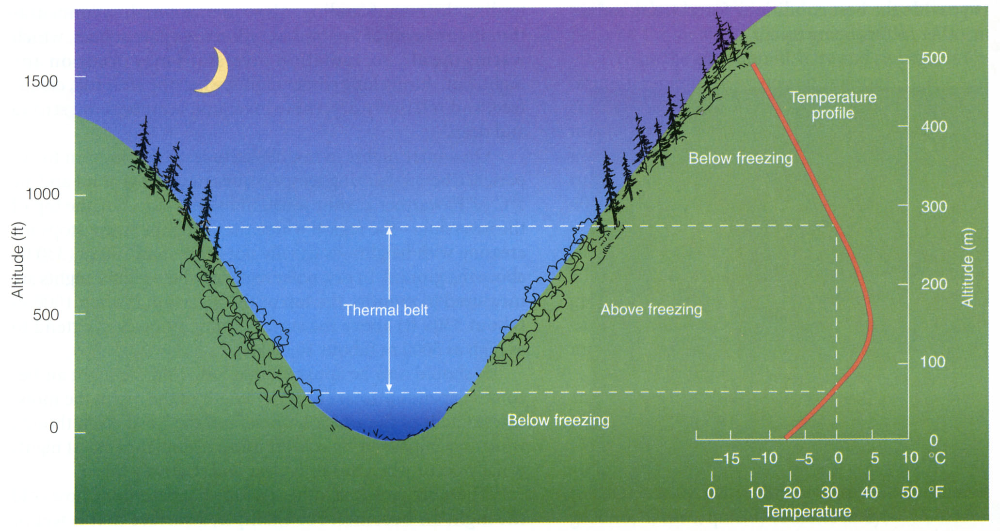 1500
1000
500
0
Altitude (ft)
Thermal belt
Temperature
profile
Below freezing
Above freezing
Below freezing
500
400
300
200
100
0
Altitude (m)
–15 –10 –5 0 5 10 °C
0 10 20 30 40 50 °F
Temperature